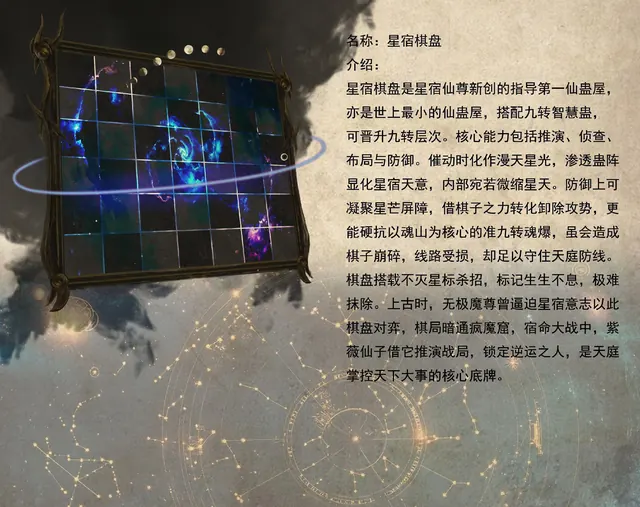 名称：星宿棋盘
介绍：
星宿棋盘是星宿仙尊新创的指导第一仙蛊屋，
亦是世上最小的仙蛊屋，搭配九转智慧蛊，
可晋升九转层次。核心能力包括推演、侦查、
布局与防御。催动时化作漫天星光，渗透蛊阵
显化星宿天意，内部宛若微缩星天。防御上可
凝聚星芒屏障，借棋子之力转化卸除攻势，更
能硬抗以魂山为核心的准九转魂爆，虽会造成
棋子崩碎，线路受损，却足以守住天庭防线。
棋盘搭载不灭星标杀招，标记生生不息，极难
抹除。上古时，无极魔尊曾逼迫星宿意志以此
棋盘对弈，棋局暗通疯魔窟，宿命大战中，紫
薇仙子借它推演战局，锁定逆运之人，是天庭
掌控天下大事的核心底牌。